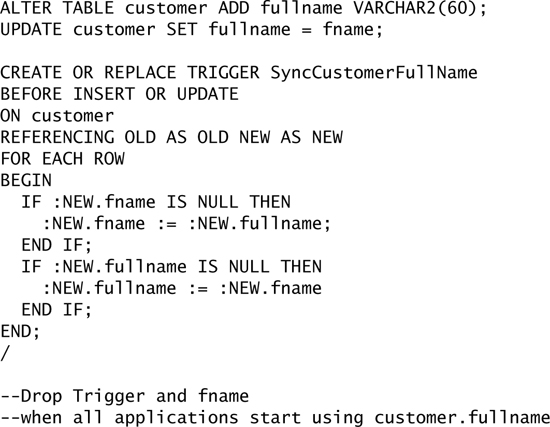 ALTER TABLE customer ADD fullname VARCHAR2(60);
UPDATE customer SET fullname = fname;

CREATE OR REPLACE TRIGGER SyncCustomerFullName
BEFORE INSERT OR UPDATE
ON customer
REFERENCING OLD AS OLD NEW AS NEW
FOR EACH ROW
BEGIN
  IF :NEW.fname IS NULL THEN
    :NEW.fname := :NEW.fullname;
  END IF;
  IF :NEW.fullname IS NULL THEN
    :NEW.fullname := :NEW.fname
  END IF;
END;
/

--Drop Trigger and fname
--when all applications start using customer.fullname